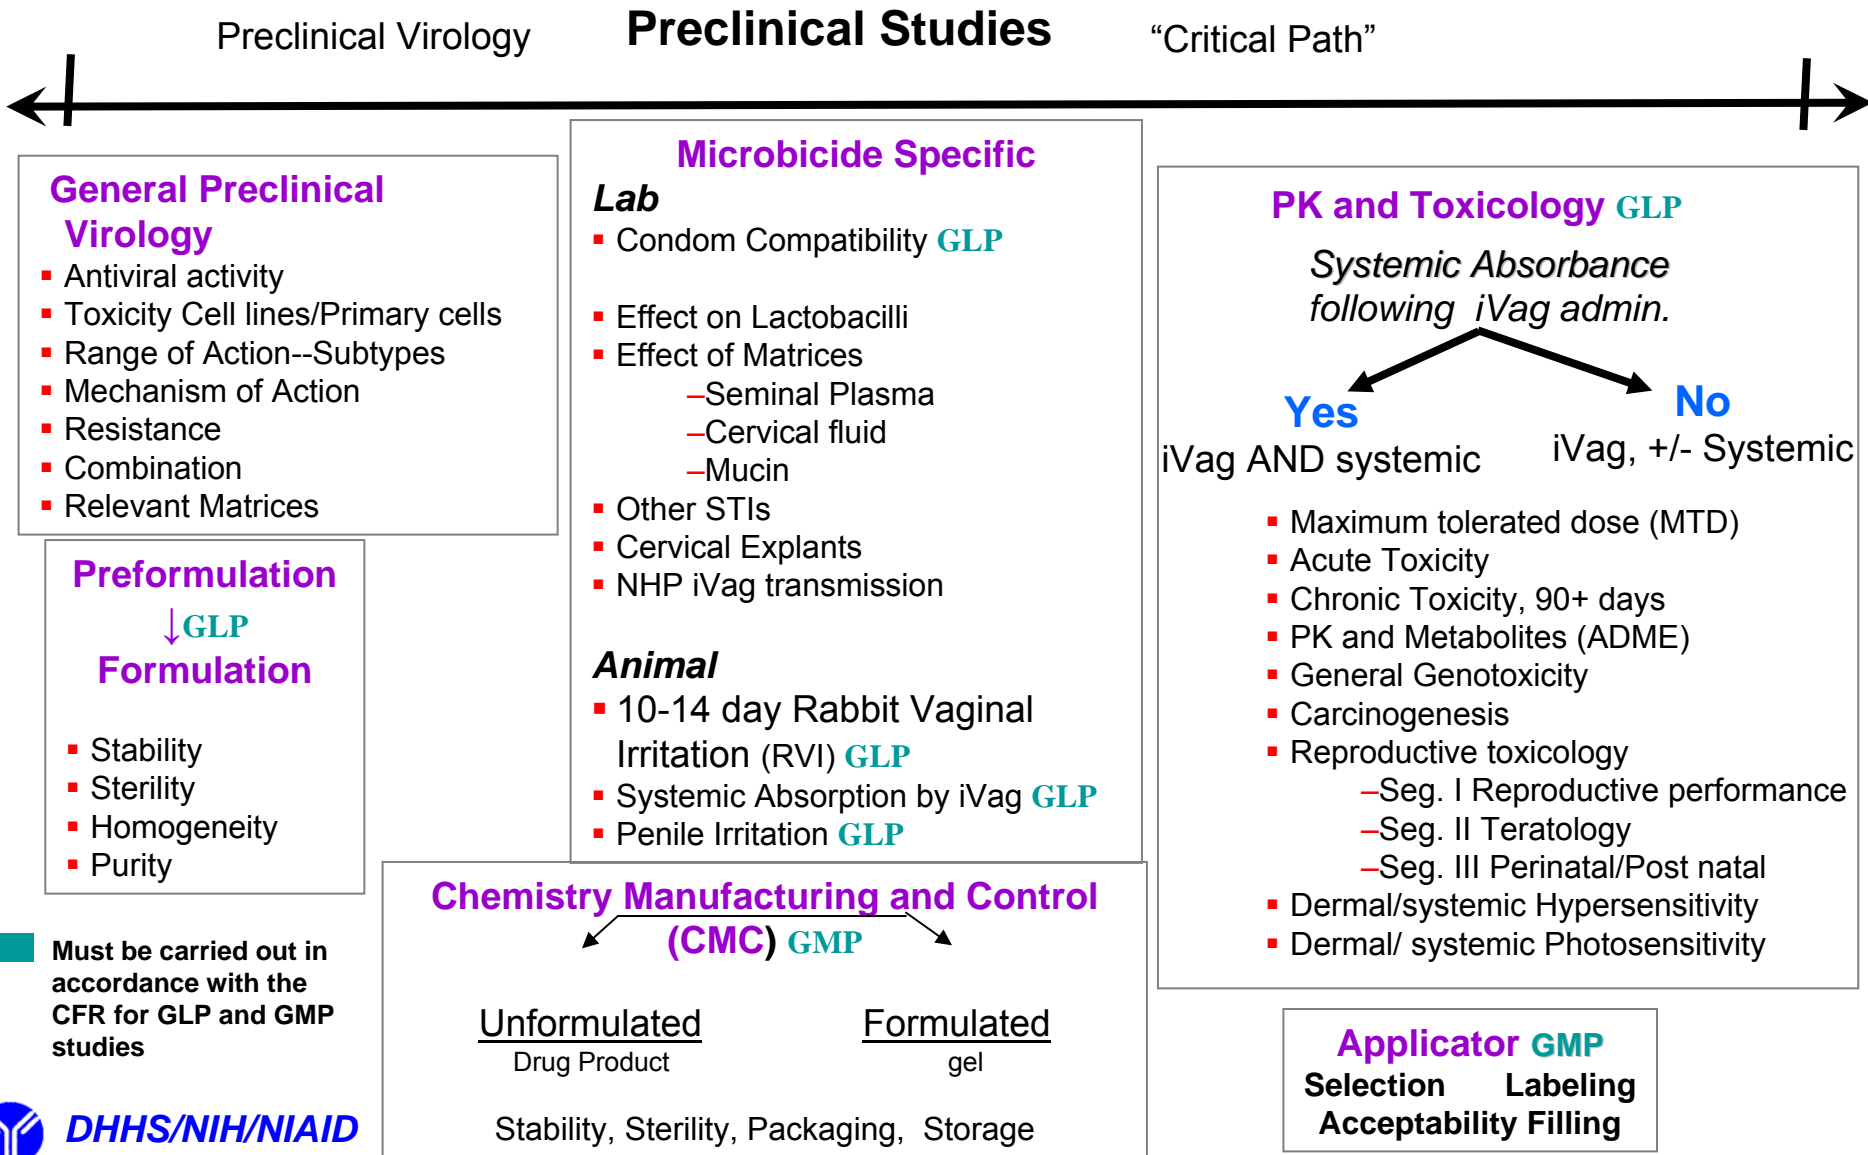 Preclinical Virology
Preclinical Studies
“Critical Path”
General Preclinical
Virology
▪ Antiviral activity
▪ Toxicity Cell lines/Primary cells
▪ Range of Action--Subtypes
▪ Mechanism of Action
▪ Resistance
▪ Combination
▪ Relevant Matrices
Preformulation
↓GLP
Formulation
▪ Stability
▪ Sterility
▪ Homogeneity
▪ Purity
Must be carried out in
accordance with the
CFR for GLP and GMP
studies
DHHS/NIH/NIAID
Microbicide Specific
Lab
▪ Condom Compatibility GLP
▪ Effect on Lactobacilli
▪ Effect of Matrices
–Seminal Plasma
–Cervical fluid
–Mucin
▪ Other STIs
▪ Cervical Explants
▪ NHP iVag transmission
Animal
▪ 10-14 day Rabbit Vaginal
Irritation (RVI) GLP
▪ Systemic Absorption by iVag GLP
▪ Penile Irritation GLP
Chemistry Manufacturing and Control
(CMC) GMP
Unformulated Formulated
Drug Product gel
Stability, Sterility, Packaging, Storage
PK and Toxicology GLP
Systemic Absorbance
following iVag admin.
Yes No
iVag AND systemic iVag, +/- Systemic
▪ Maximum tolerated dose (MTD)
▪ Acute Toxicity
▪ Chronic Toxicity, 90+ days
▪ PK and Metabolites (ADME)
▪ General Genotoxicity
▪ Carcinogenesis
▪ Reproductive toxicology
–Seg. I Reproductive performance
–Seg. II Teratology
–Seg. III Perinatal/Post natal
▪ Dermal/systemic Hypersensitivity
▪ Dermal/ systemic Photosensitivity
Applicator GMP
Selection Labeling
Acceptability Filling